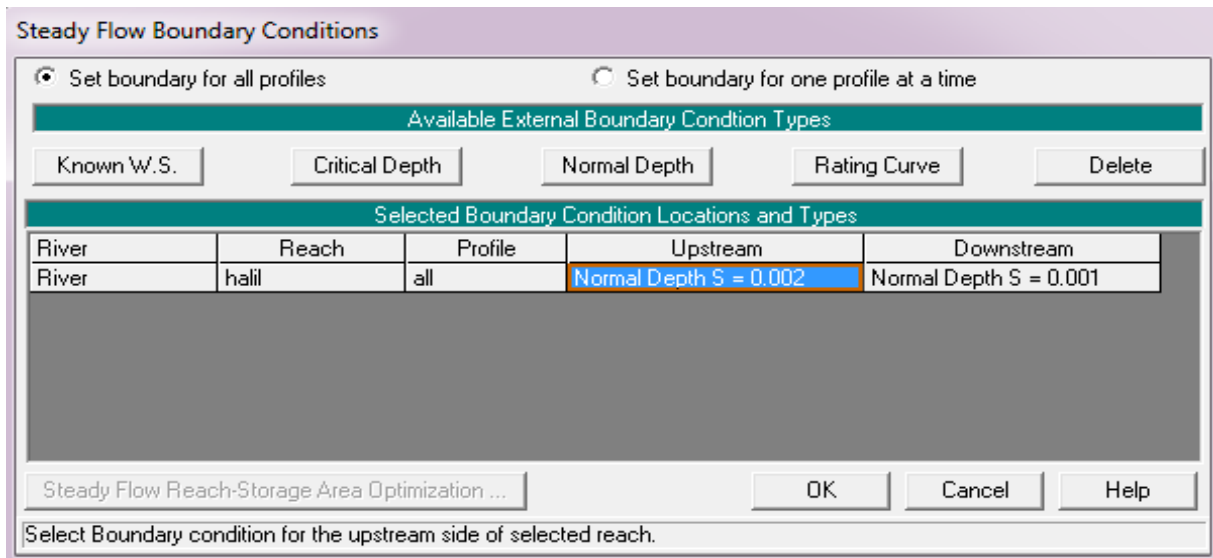 Steady Flow Boundary Conditions
Set boundary for all profiles Set boundary for one profile at a time
Available External Boundary Condtion Types
Known W.S. Critical Depth Normal Depth Rating Curve Delete
Selected Boundary Condition Locations and Types
River Reach Profile Upstream Downstream
River halil all Normal Depth S = 0.002 Normal Depth S = 0.001
Steady Flow Reach-Storage Area Optimization ... OK Cancel Help
Select Boundary condition for the upstream side of selected reach.